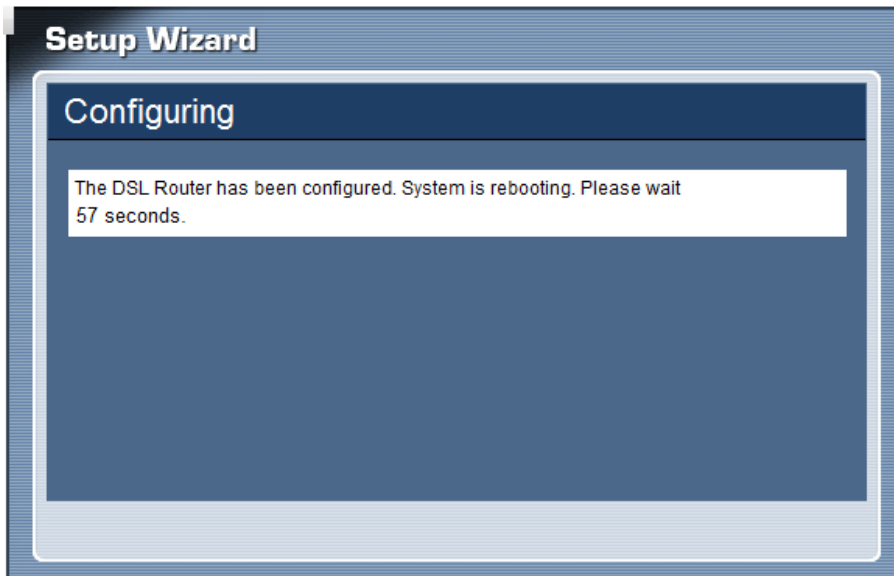 Setup Wizard
Configuring
The DSL Router has been configured. System is rebooting. Please wait
57 seconds.